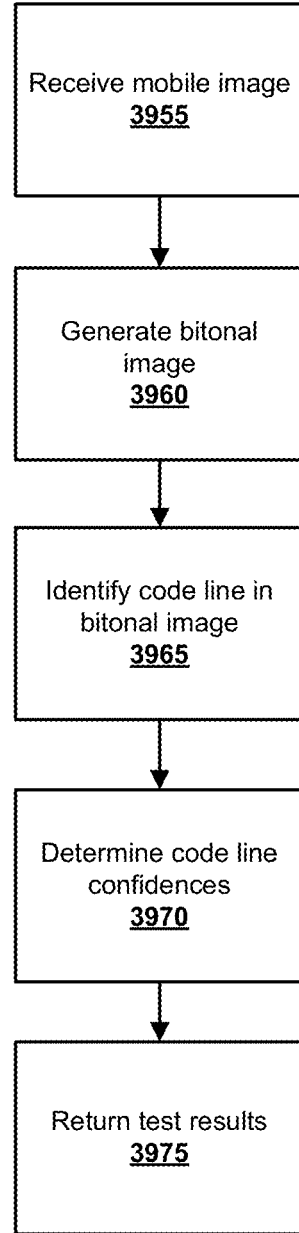 Receive mobile image
3955
Generate bitonal
image
3960
Identify code line in
bitonal image
3965
Determine code line
confidences
3970
Return test results
3975